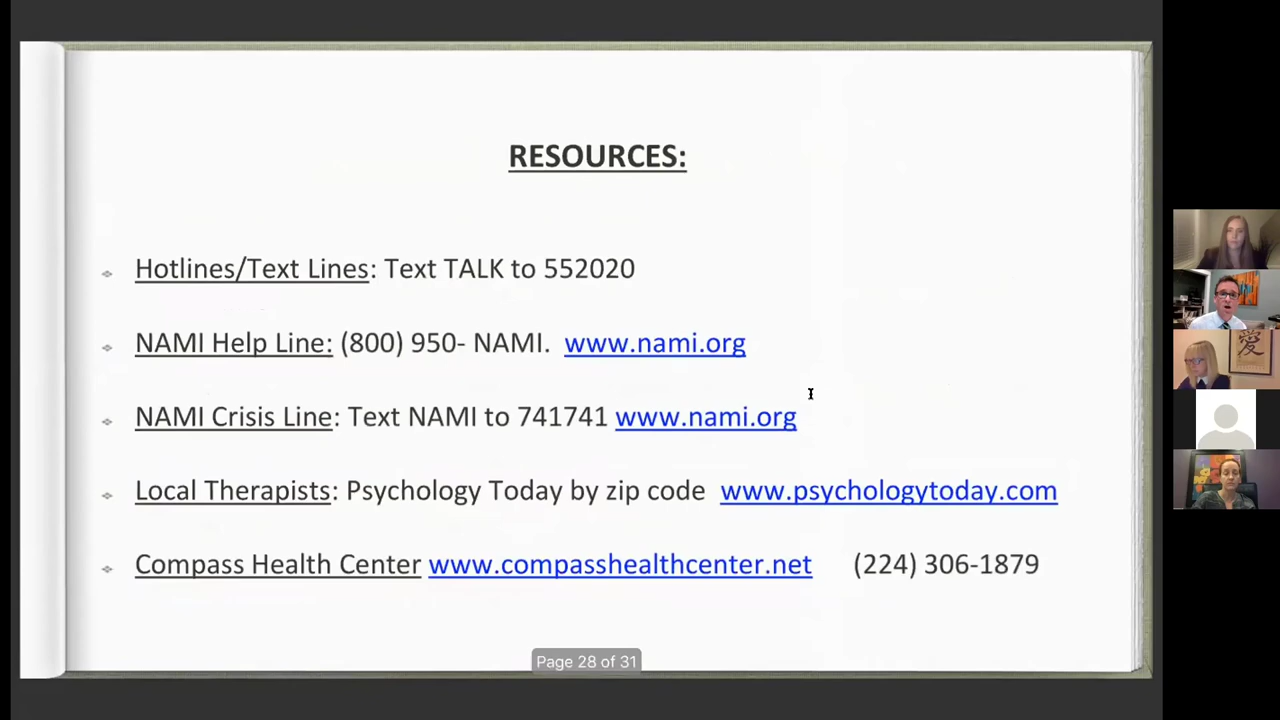 RESOURCES:
Hotlines/Text Lines: Text TALK to 552020
NAMI Help Line: (800) 950- NAMI. www.nami.org
NAMI Crisis Line: Text NAMI to 741741 www.nami.org
Local Therapists: Psychology Today by zip code www.psychologytoday.com
Compass Health Center www.compasshealthcenter.net (224) 306-1879
Page 28 of 31
愛